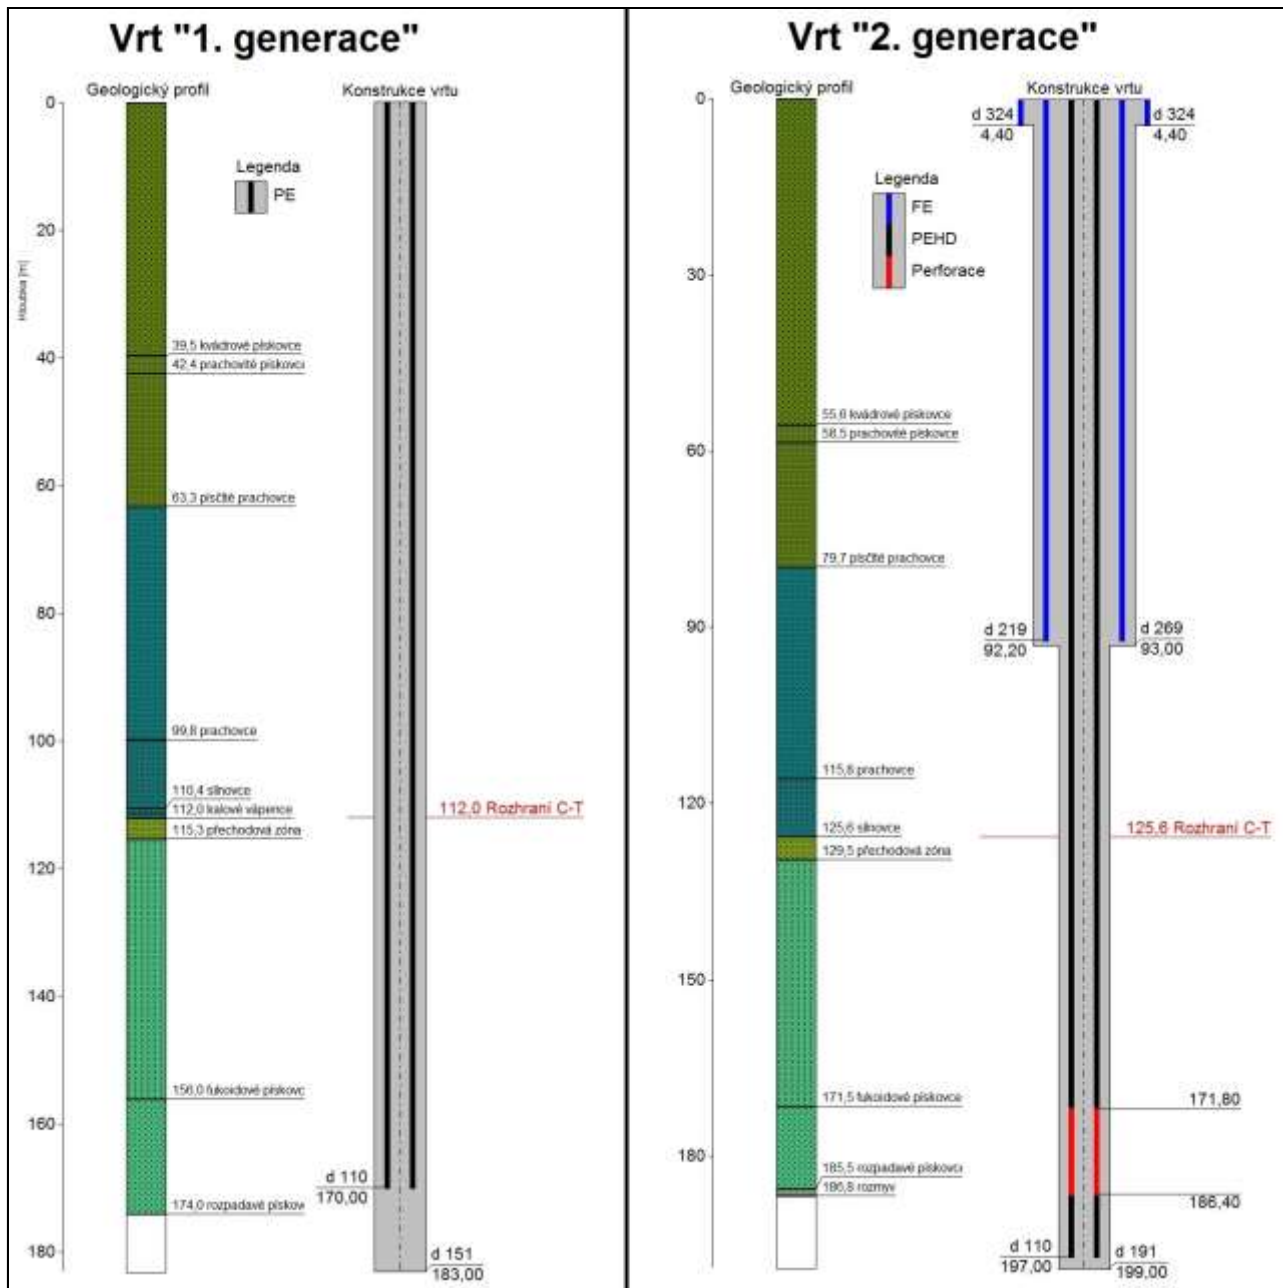 Vrt "1. generace"
Geologický profil
Konstrukce vrtu
Legenda
PE
Hloubka [m]
0
20
40
60
80
100
120
140
160
180
39,5 kvádrové pískovce
42,4 prachovité pískovc
63,3 písčité prachovce
99,8 prachovce
110,4 slínovce
112,0 kalové vápence
115,3 přechodová zóna
156,0 fukoidové pískovc
174,0 rozpadavé pískov
112,0 Rozhraní C-T
d 110
170,00
d 151
183,00
Vrt "2. generace"
Geologický profil
Konstrukce vrtu
d 324
4,40
d 324
4,40
Legenda
FE
PEHD
Perforace
0
30
60
90
120
150
180
55,6 kvádrové pískovce
58,5 prachovité pískovce
79,7 písčité prachovce
115,8 prachovce
125,6 slínovce
129,5 přechodová zóna
171,5 fukoidové pískovce
185,5 rozpadavé pískovc
186,8 rozmyv
d 219
92,20
d 269
93,00
125,6 Rozhraní C-T
171,80
186,40
d 110
197,00
d 191
199,00